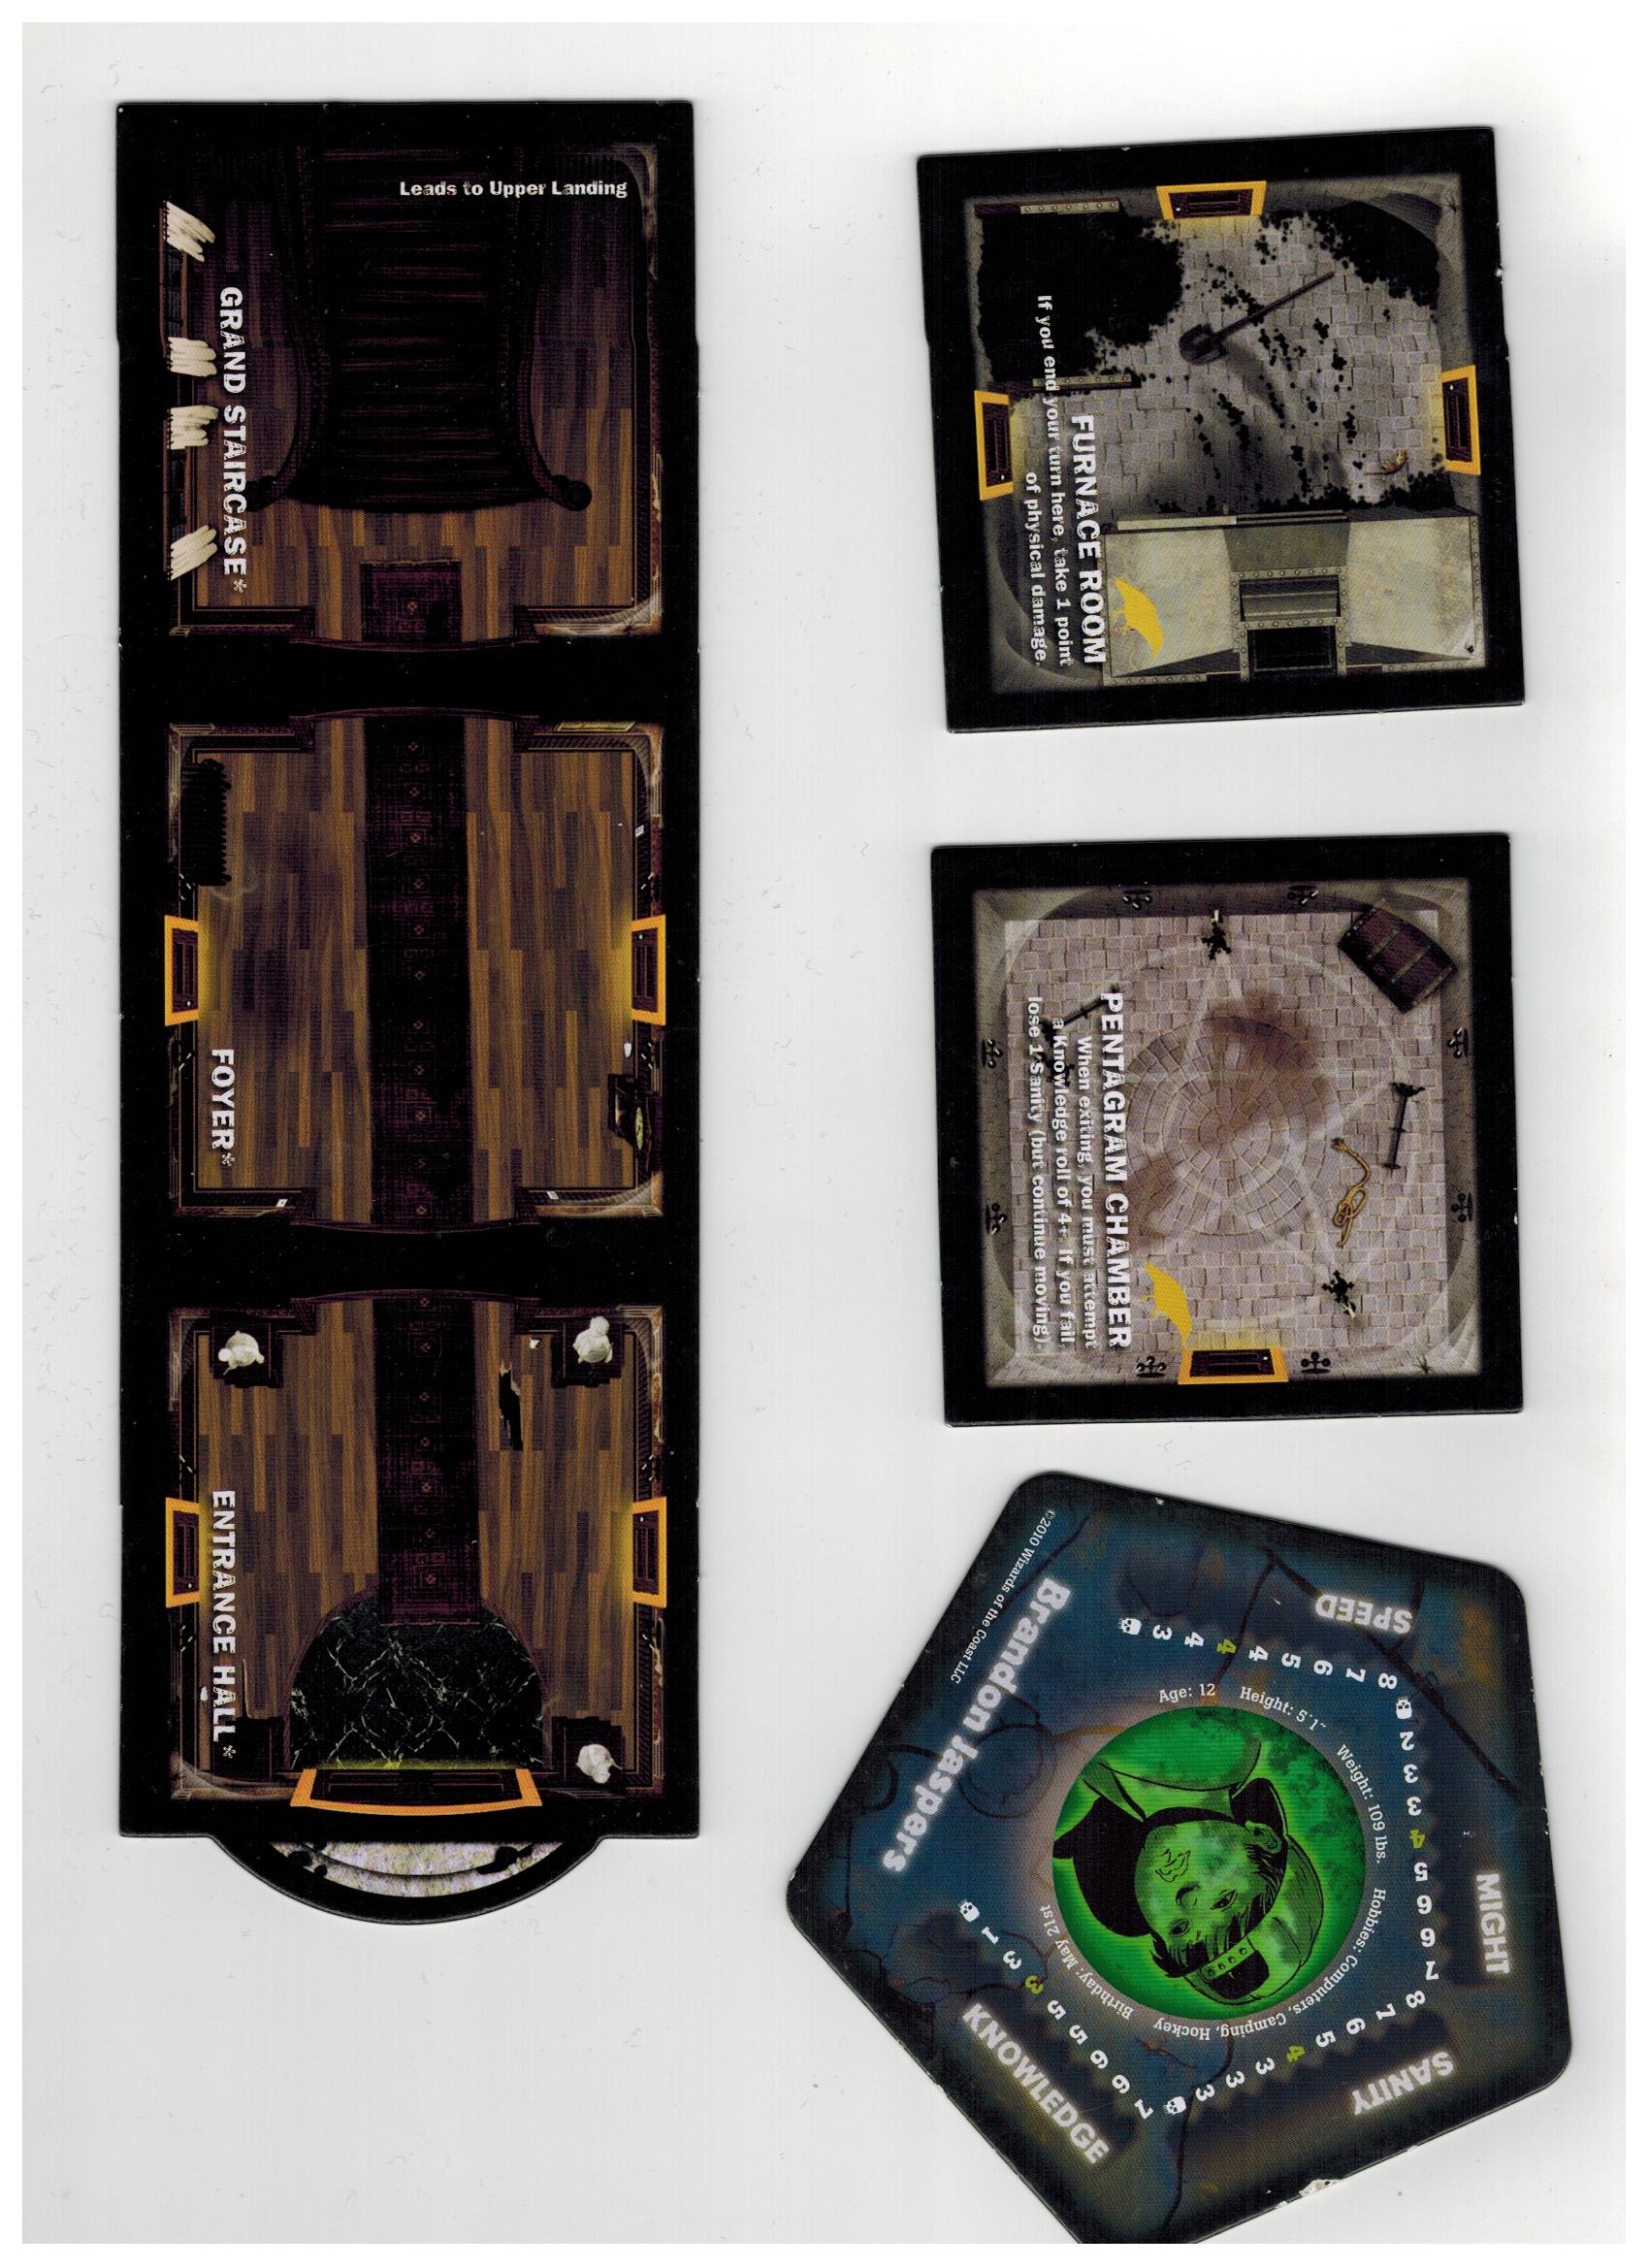 Leads to Upper Landing
GRAND STAIRCASE*
FOYER*
ENTRANCE HALL*
FURNACE ROOM
If you end your turn here, take 1 point
of physical damage.
PENTAGRAM CHAMBER
When exiting, you must attempt
a Knowledge roll of 4+. If you fail,
lose 1 Sanity (but continue moving).
©2010 Wizards of the Coast LLC
Brandon Jaspers
SPEED
3 4 4 4 5 6 7 8
MIGHT
2 3 3 4 5 6 6 7
SANITY
3 3 3 4 5 6 7 8
KNOWLEDGE
1 3 3 5 5 6 6 7
Age: 12 Height: 5'1" Weight: 109 lbs. Hobbies: Computers, Camping, Hockey Birthday: May 21st